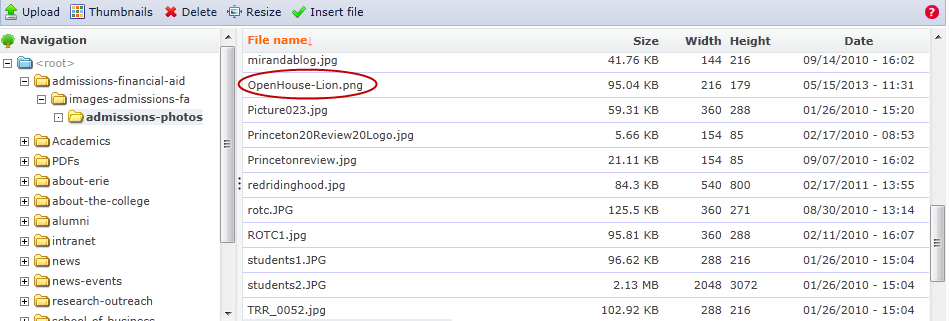 Upload Thumbnails Delete Resize Insert file ?
Navigation
<root>
admissions-financial-aid
images-admissions-fa
admissions-photos
Academics
PDFs
about-erie
about-the-college
alumni
intranet
news
news-events
research-outreach
school-of-business
File name↓ Size Width Height Date
mirandablog.jpg 41.76 KB 144 216 09/14/2010 - 16:02
OpenHouse-Lion.png 95.04 KB 216 179 05/15/2013 - 11:31
Picture023.jpg 59.31 KB 360 288 01/26/2010 - 15:20
Princeton20Review20Logo.jpg 5.66 KB 154 85 02/17/2010 - 08:53
Princetonreview.jpg 21.11 KB 154 85 09/07/2010 - 16:02
redridinghood.jpg 84.3 KB 540 800 02/17/2011 - 13:55
rotc.JPG 125.5 KB 360 271 08/30/2010 - 13:14
ROTC1.jpg 95.81 KB 360 288 02/11/2010 - 16:07
students1.JPG 96.62 KB 288 216 01/26/2010 - 15:04
students2.JPG 2.13 MB 2048 3072 01/26/2010 - 15:04
TRR_0052.jpg 102.92 KB 288 216 01/26/2010 - 15:04